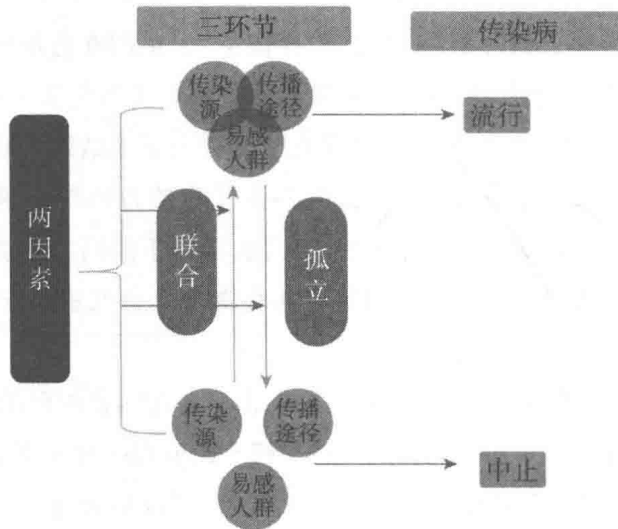 三环节
传染病
传染
源
传播
途径
易感
人群
流行
两因素
联合
孤立
传染
源
传播
途径
易感
人群
中止